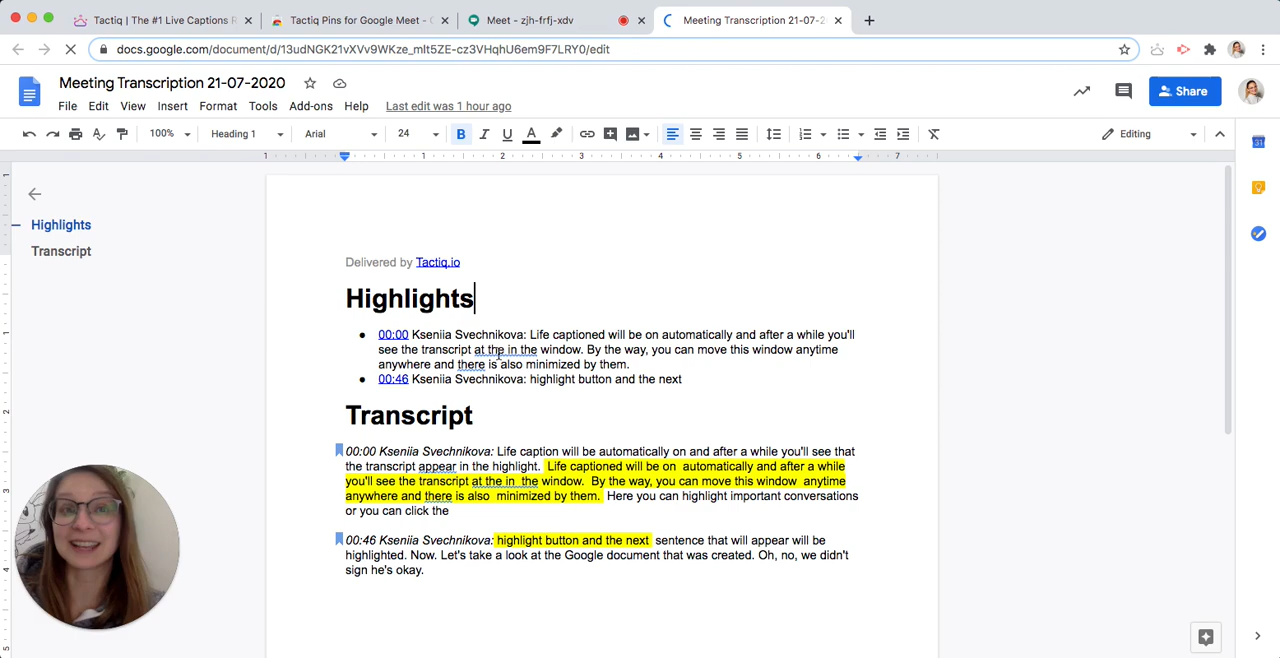 Tactiq | The #1 Live Captions R
Tactiq Pins for Google Meet - C
Meet - zjh-frfj-xdv
Meeting Transcription 21-07-2
docs.google.com/document/d/13udNGK21vXVv9WKze_mIt5ZE-cz3VHqhU6em9F7LRY0/edit
Meeting Transcription 21-07-2020
File Edit View Insert Format Tools Add-ons Help Last edit was 1 hour ago
Share
100% Heading 1 Arial 24 B I U A Editing
1 1 2 3 4 5 6 7
Highlights
Transcript
Delivered by Tactiq.io
Highlights
● 00:00 Kseniia Svechnikova: Life captioned will be on automatically and after a while you'll
see the transcript at the in the window. By the way, you can move this window anytime
anywhere and there is also minimized by them.
● 00:46 Kseniia Svechnikova: highlight button and the next
Transcript
00:00 Kseniia Svechnikova: Life caption will be automatically on and after a while you'll see that
the transcript appear in the highlight. Life captioned will be on automatically and after a while
you'll see the transcript at the in the window. By the way, you can move this window anytime
anywhere and there is also minimized by them. Here you can highlight important conversations
or you can click the
00:46 Kseniia Svechnikova: highlight button and the next sentence that will appear will be
highlighted. Now. Let's take a look at the Google document that was created. Oh, no, we didn't
sign he's okay.